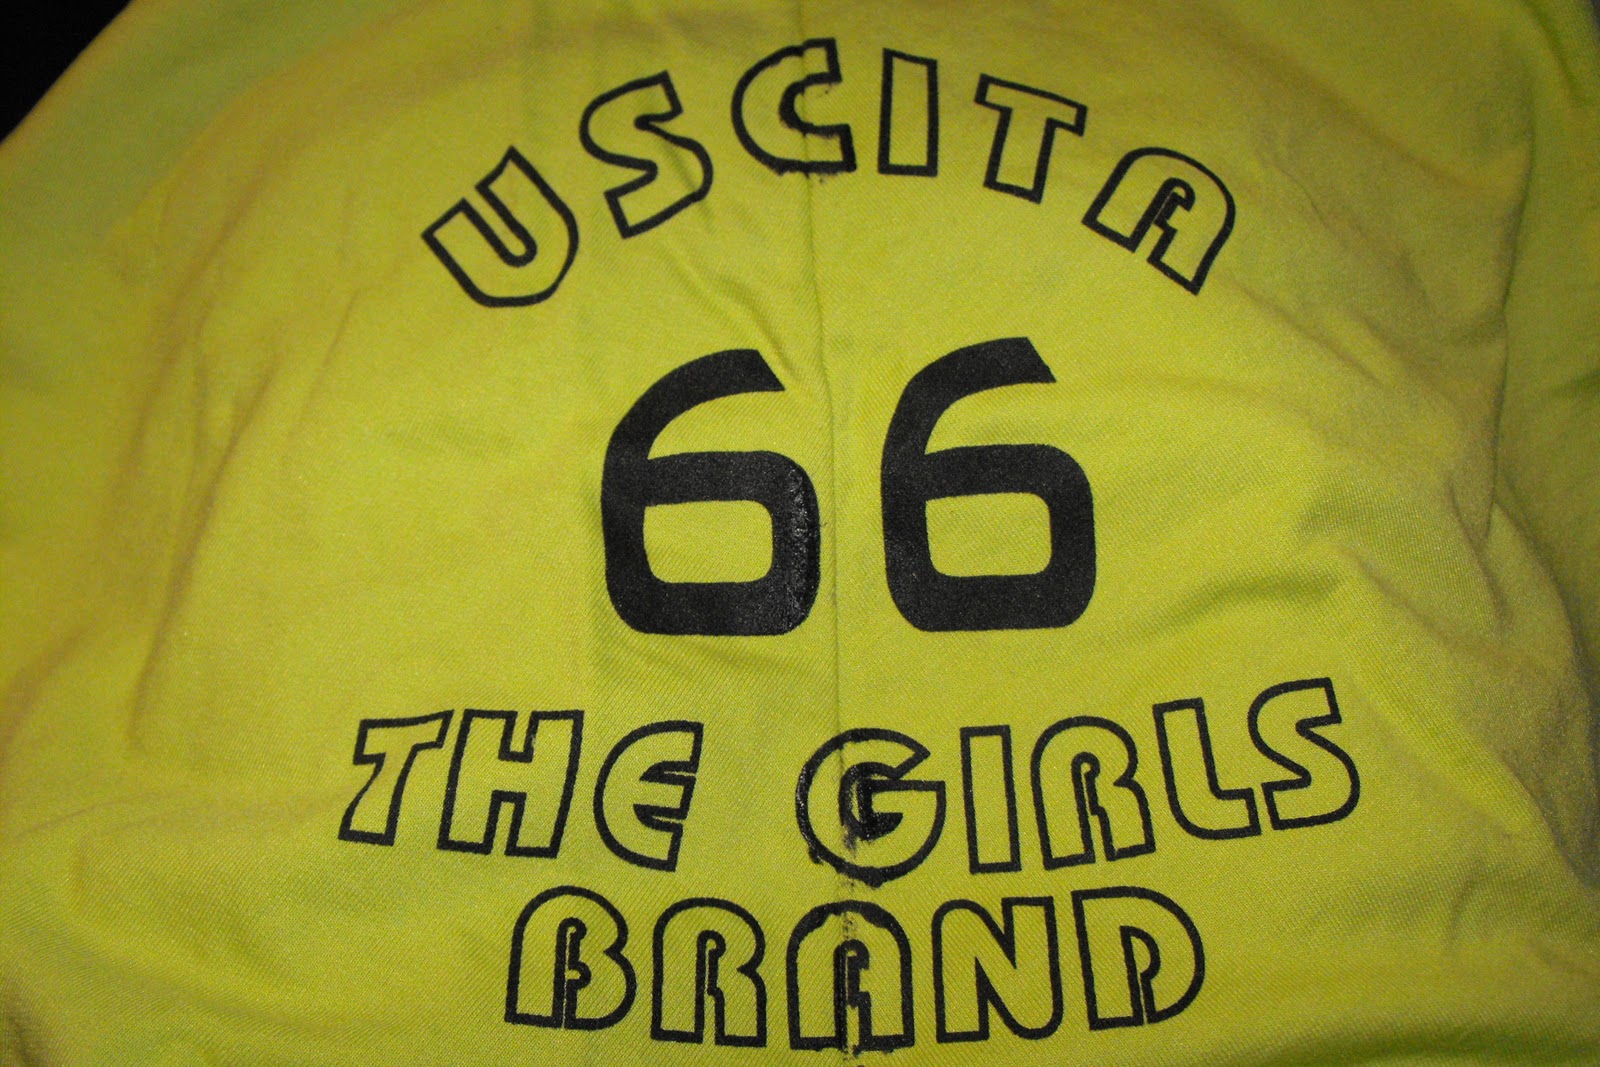 USCITA
66
THE GIRLS
BRAND